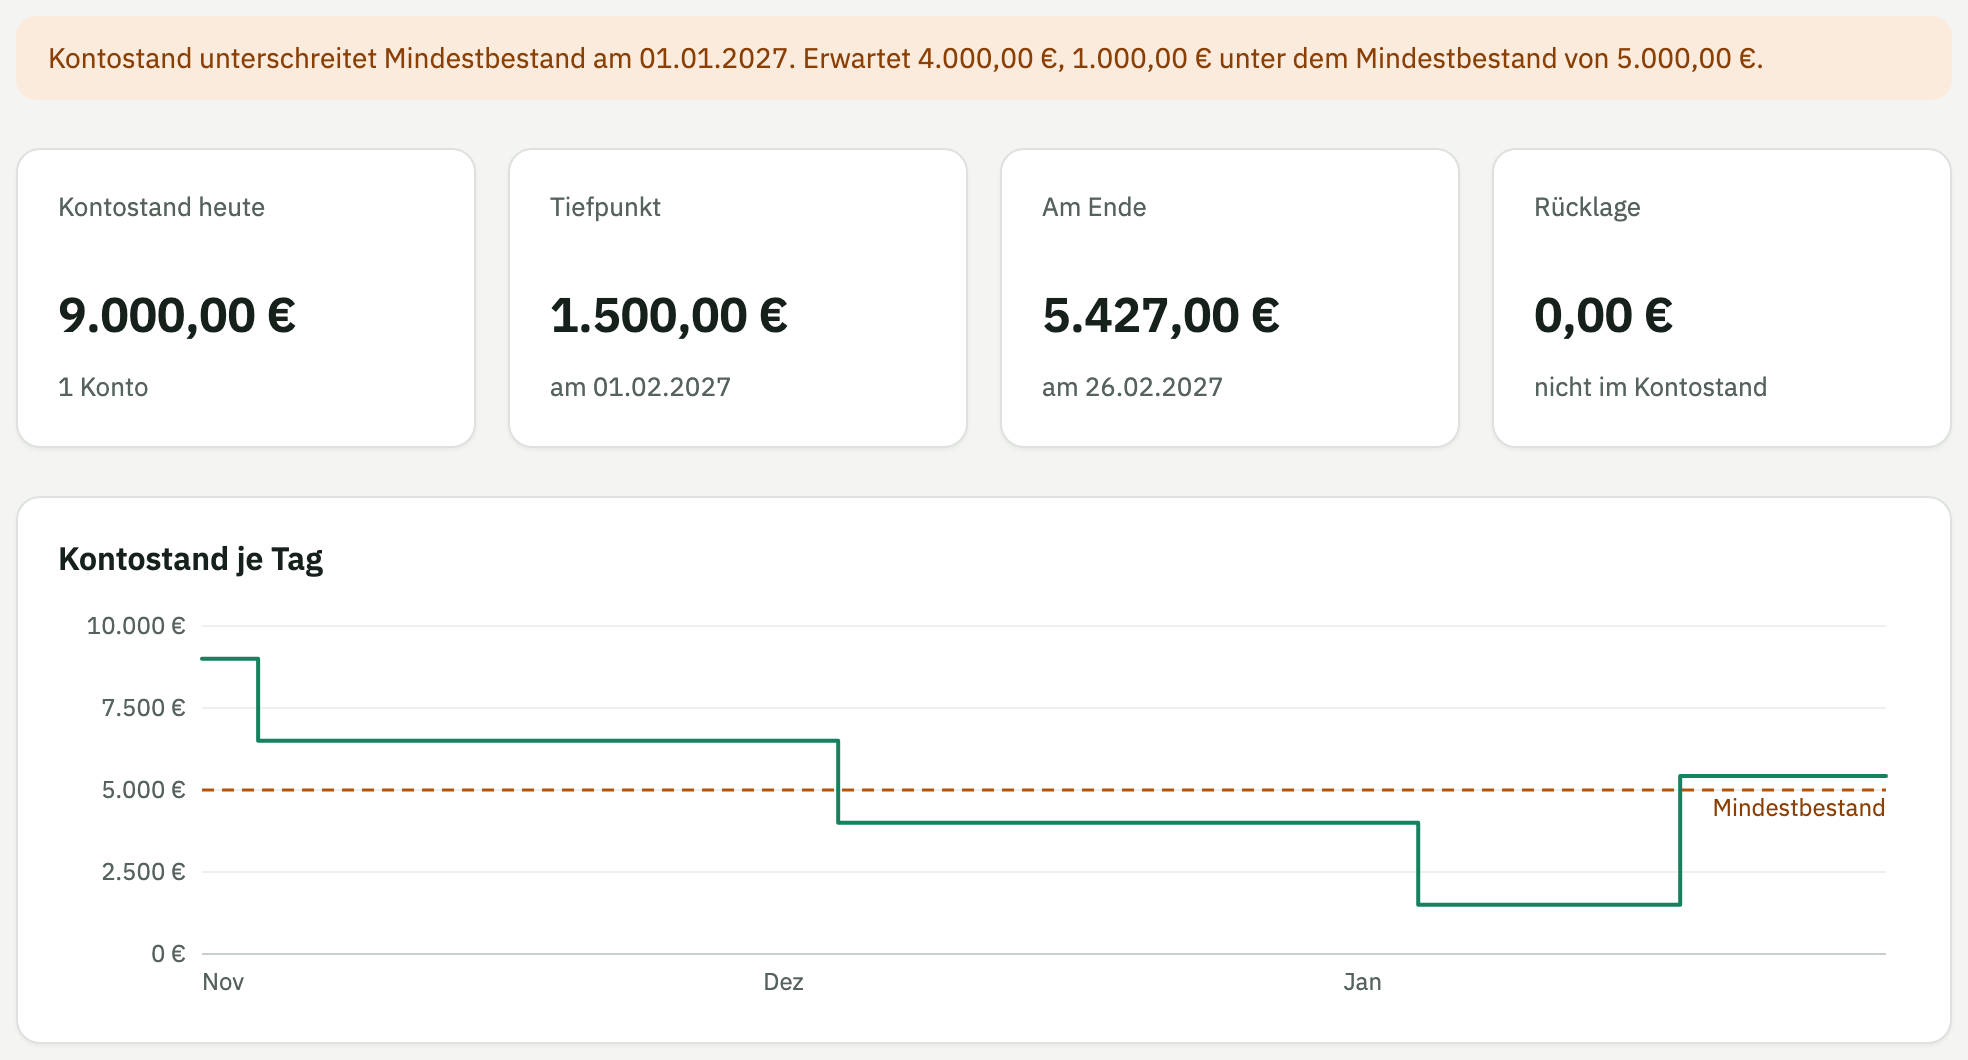 Kontostand unterschreitet Mindestbestand am 01.01.2027. Erwartet 4.000,00 €, 1.000,00 € unter dem Mindestbestand von 5.000,00 €.
Kontostand heute
9.000,00 €
1 Konto
Tiefpunkt
1.500,00 €
am 01.02.2027
Am Ende
5.427,00 €
am 26.02.2027
Rücklage
0,00 €
nicht im Kontostand
Kontostand je Tag
10.000 €
7.500 €
5.000 €
2.500 €
0 €
Mindestbestand
Nov
Dez
Jan